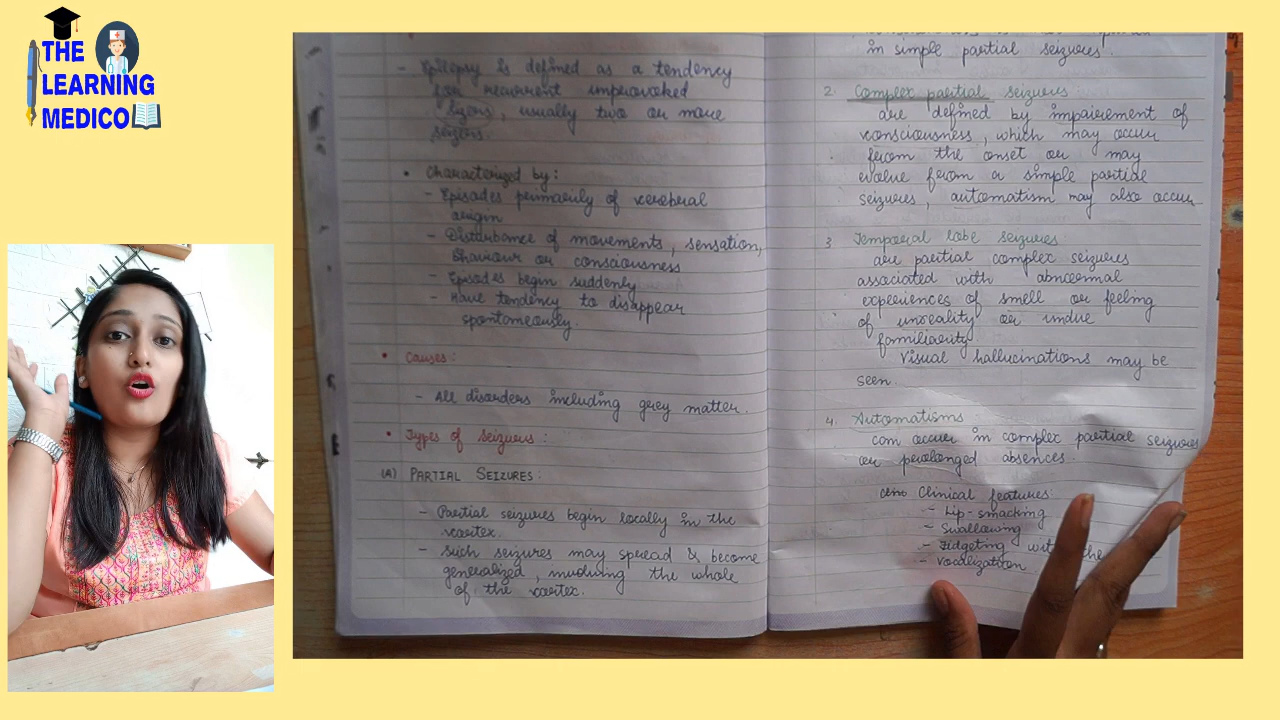 THE
LEARNING
MEDICO
- Epilepsy is defined as a tendency
for recurrent unprovoked
sizers, usually two or more
seizers.
• Characterized by:
- Episodes primarily of cerebral
origin
- Disturbance of movements, sensation,
behaviour or consciousness
- Episodes begin suddenly
- Have tendency to disappear
spontaneously.
• Causes:
- All disorders including grey matter.
• Types of Seizures:
(A) PARTIAL SEIZURES:
- Partial seizures begin locally in the
cortex.
- Such seizures may spread & become
generalized, involving the whole
of the cortex.
in simple partial seizures.
2. Complex partial seizures:
are defined by impairement of
consciousness, which may occur
from the onset or may
evolve from a simple partial
seizures, automatism may also occur
3. Temporal lobe seizures
are partial complex seizures
associated with abnormal
experiences of smell or feeling
of unreality or undue
familiarity
Visual hallucinations may be
seen.
4. Automatisms
can occur in complex partial seizures
or prolonged absences.
Clinical features:
- Lip-smacking
- Swallowing
- Fidgeting with
- Vocalization